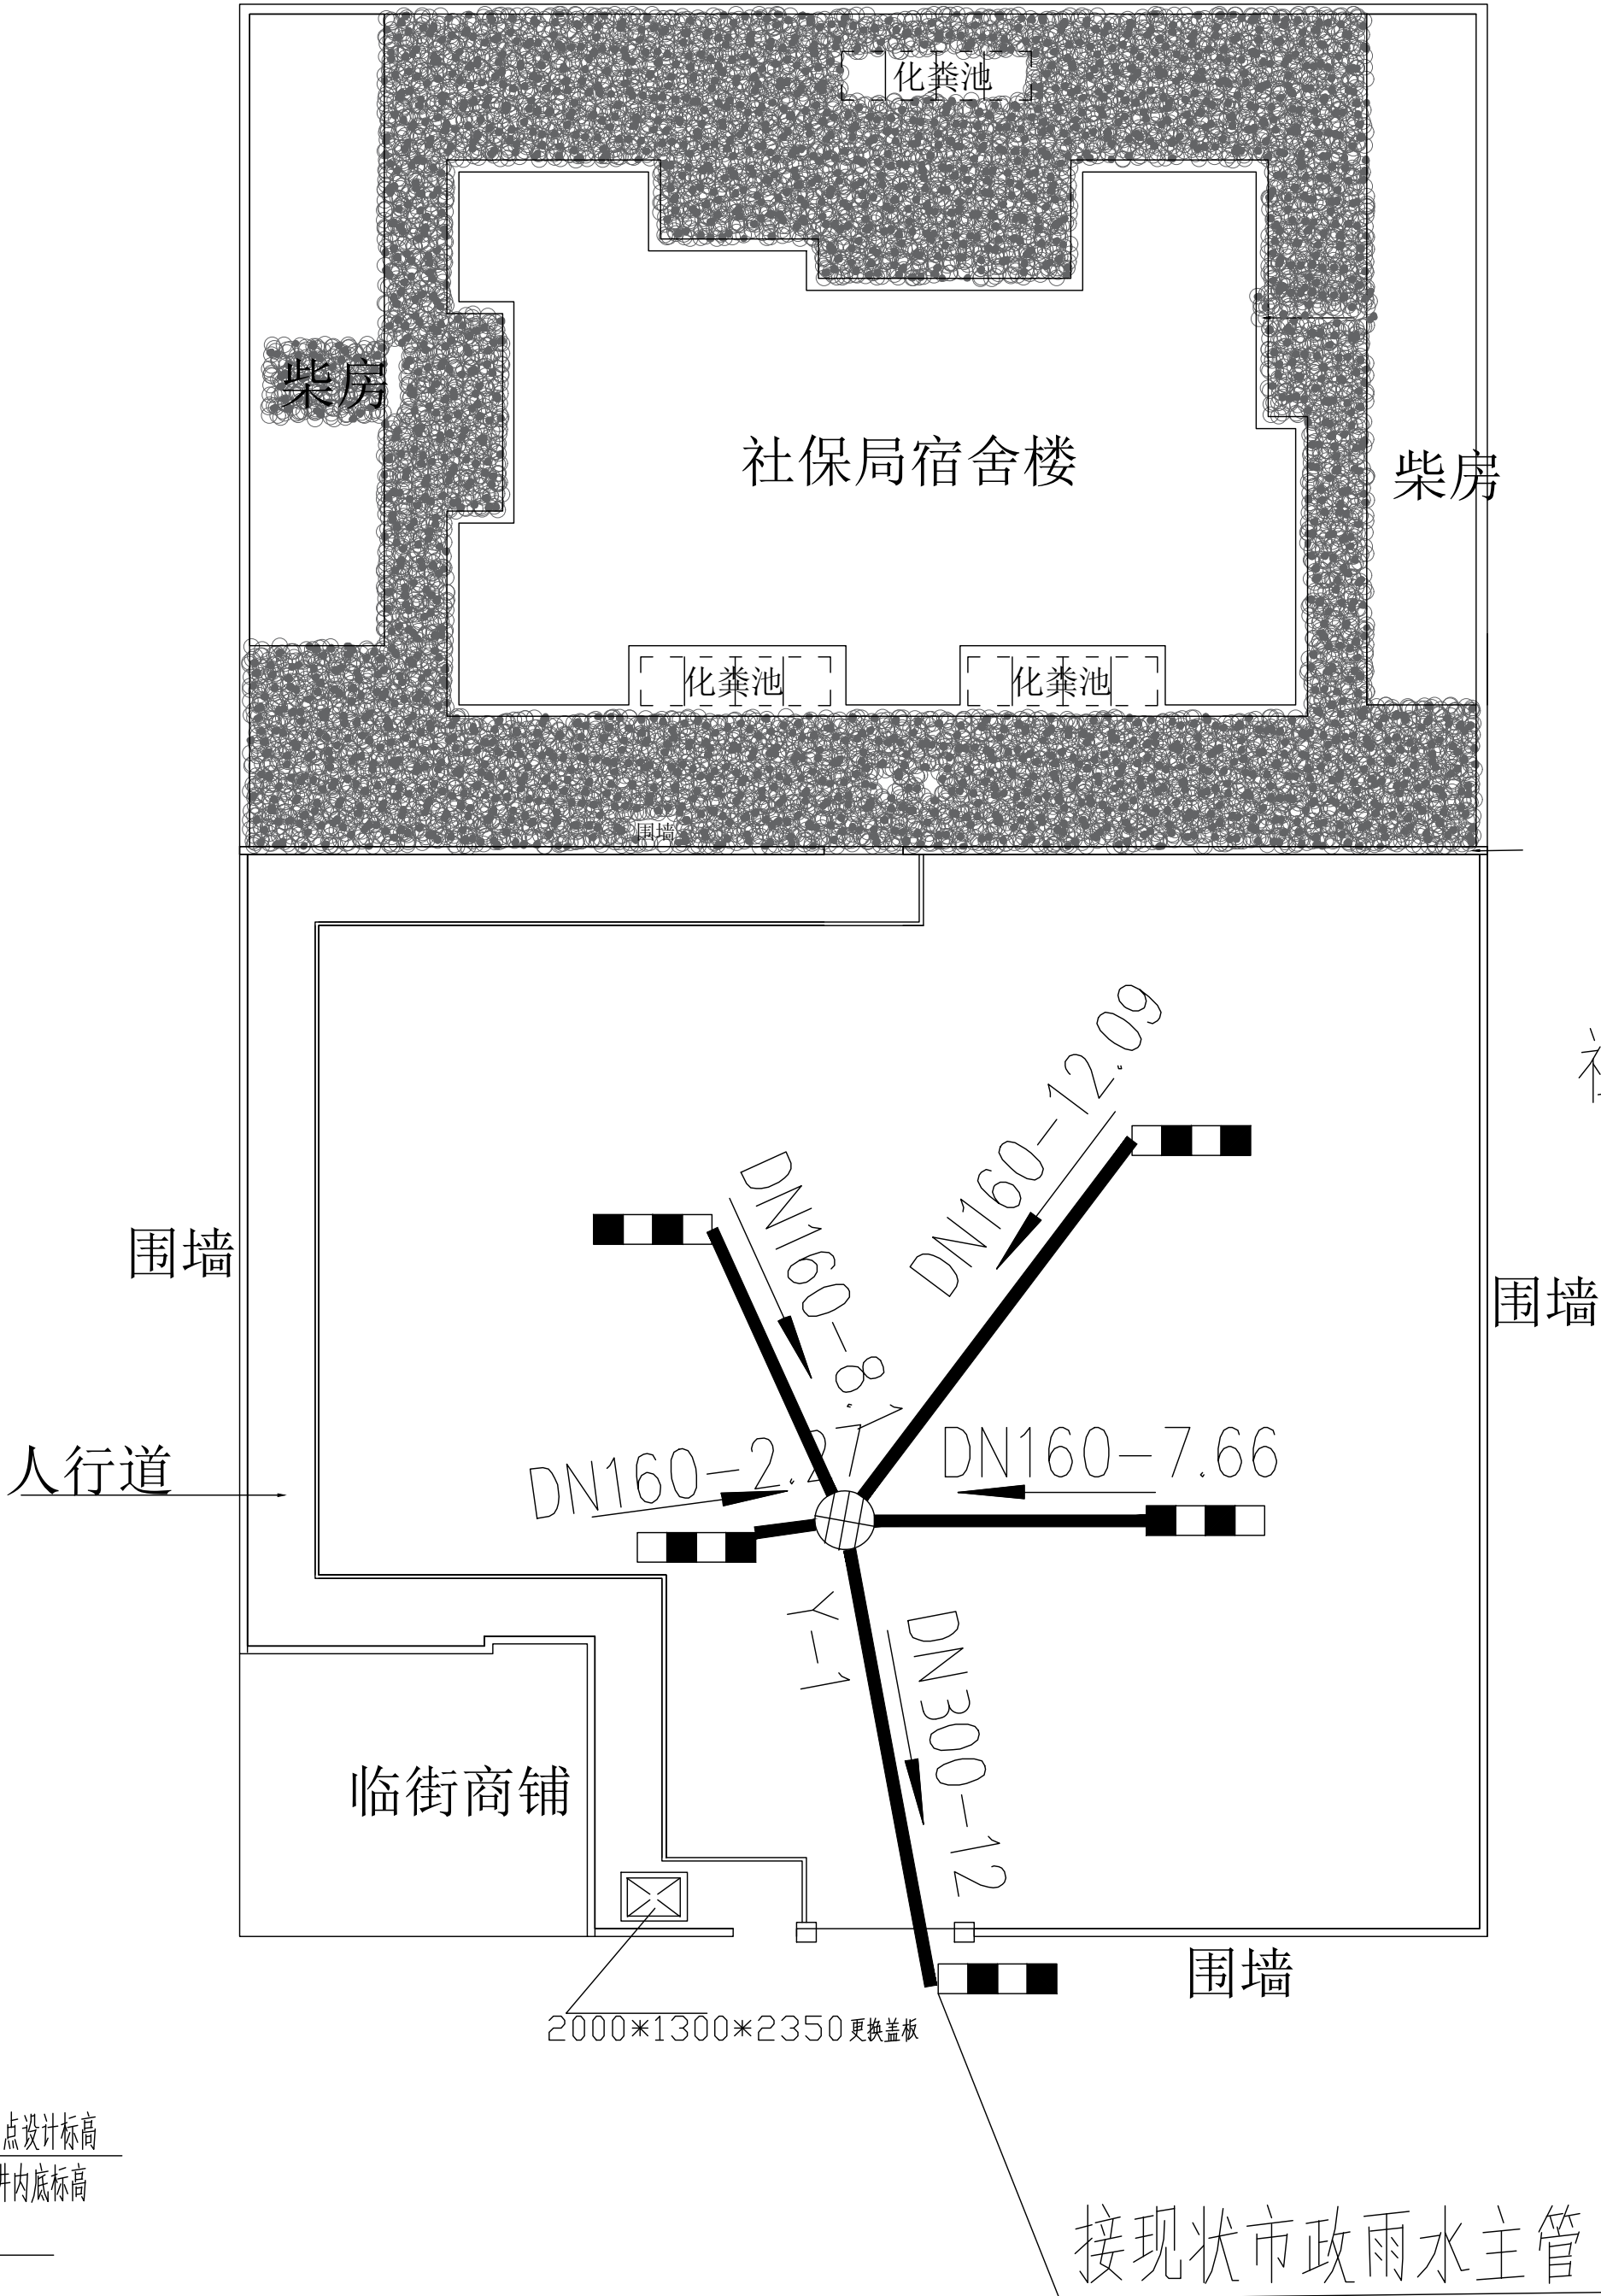 化粪池
柴房
社保局宿舍楼
柴房
化粪池
化粪池
围墙
DN160-12.09
DN160-8.1
围墙
围墙
DN160-2.27
DN160-7.66
人行道
Y-1
DN300-12
临街商铺
围墙
2000*1300*2350更换盖板
点设计标高
井内底标高
接现状市政雨水主管